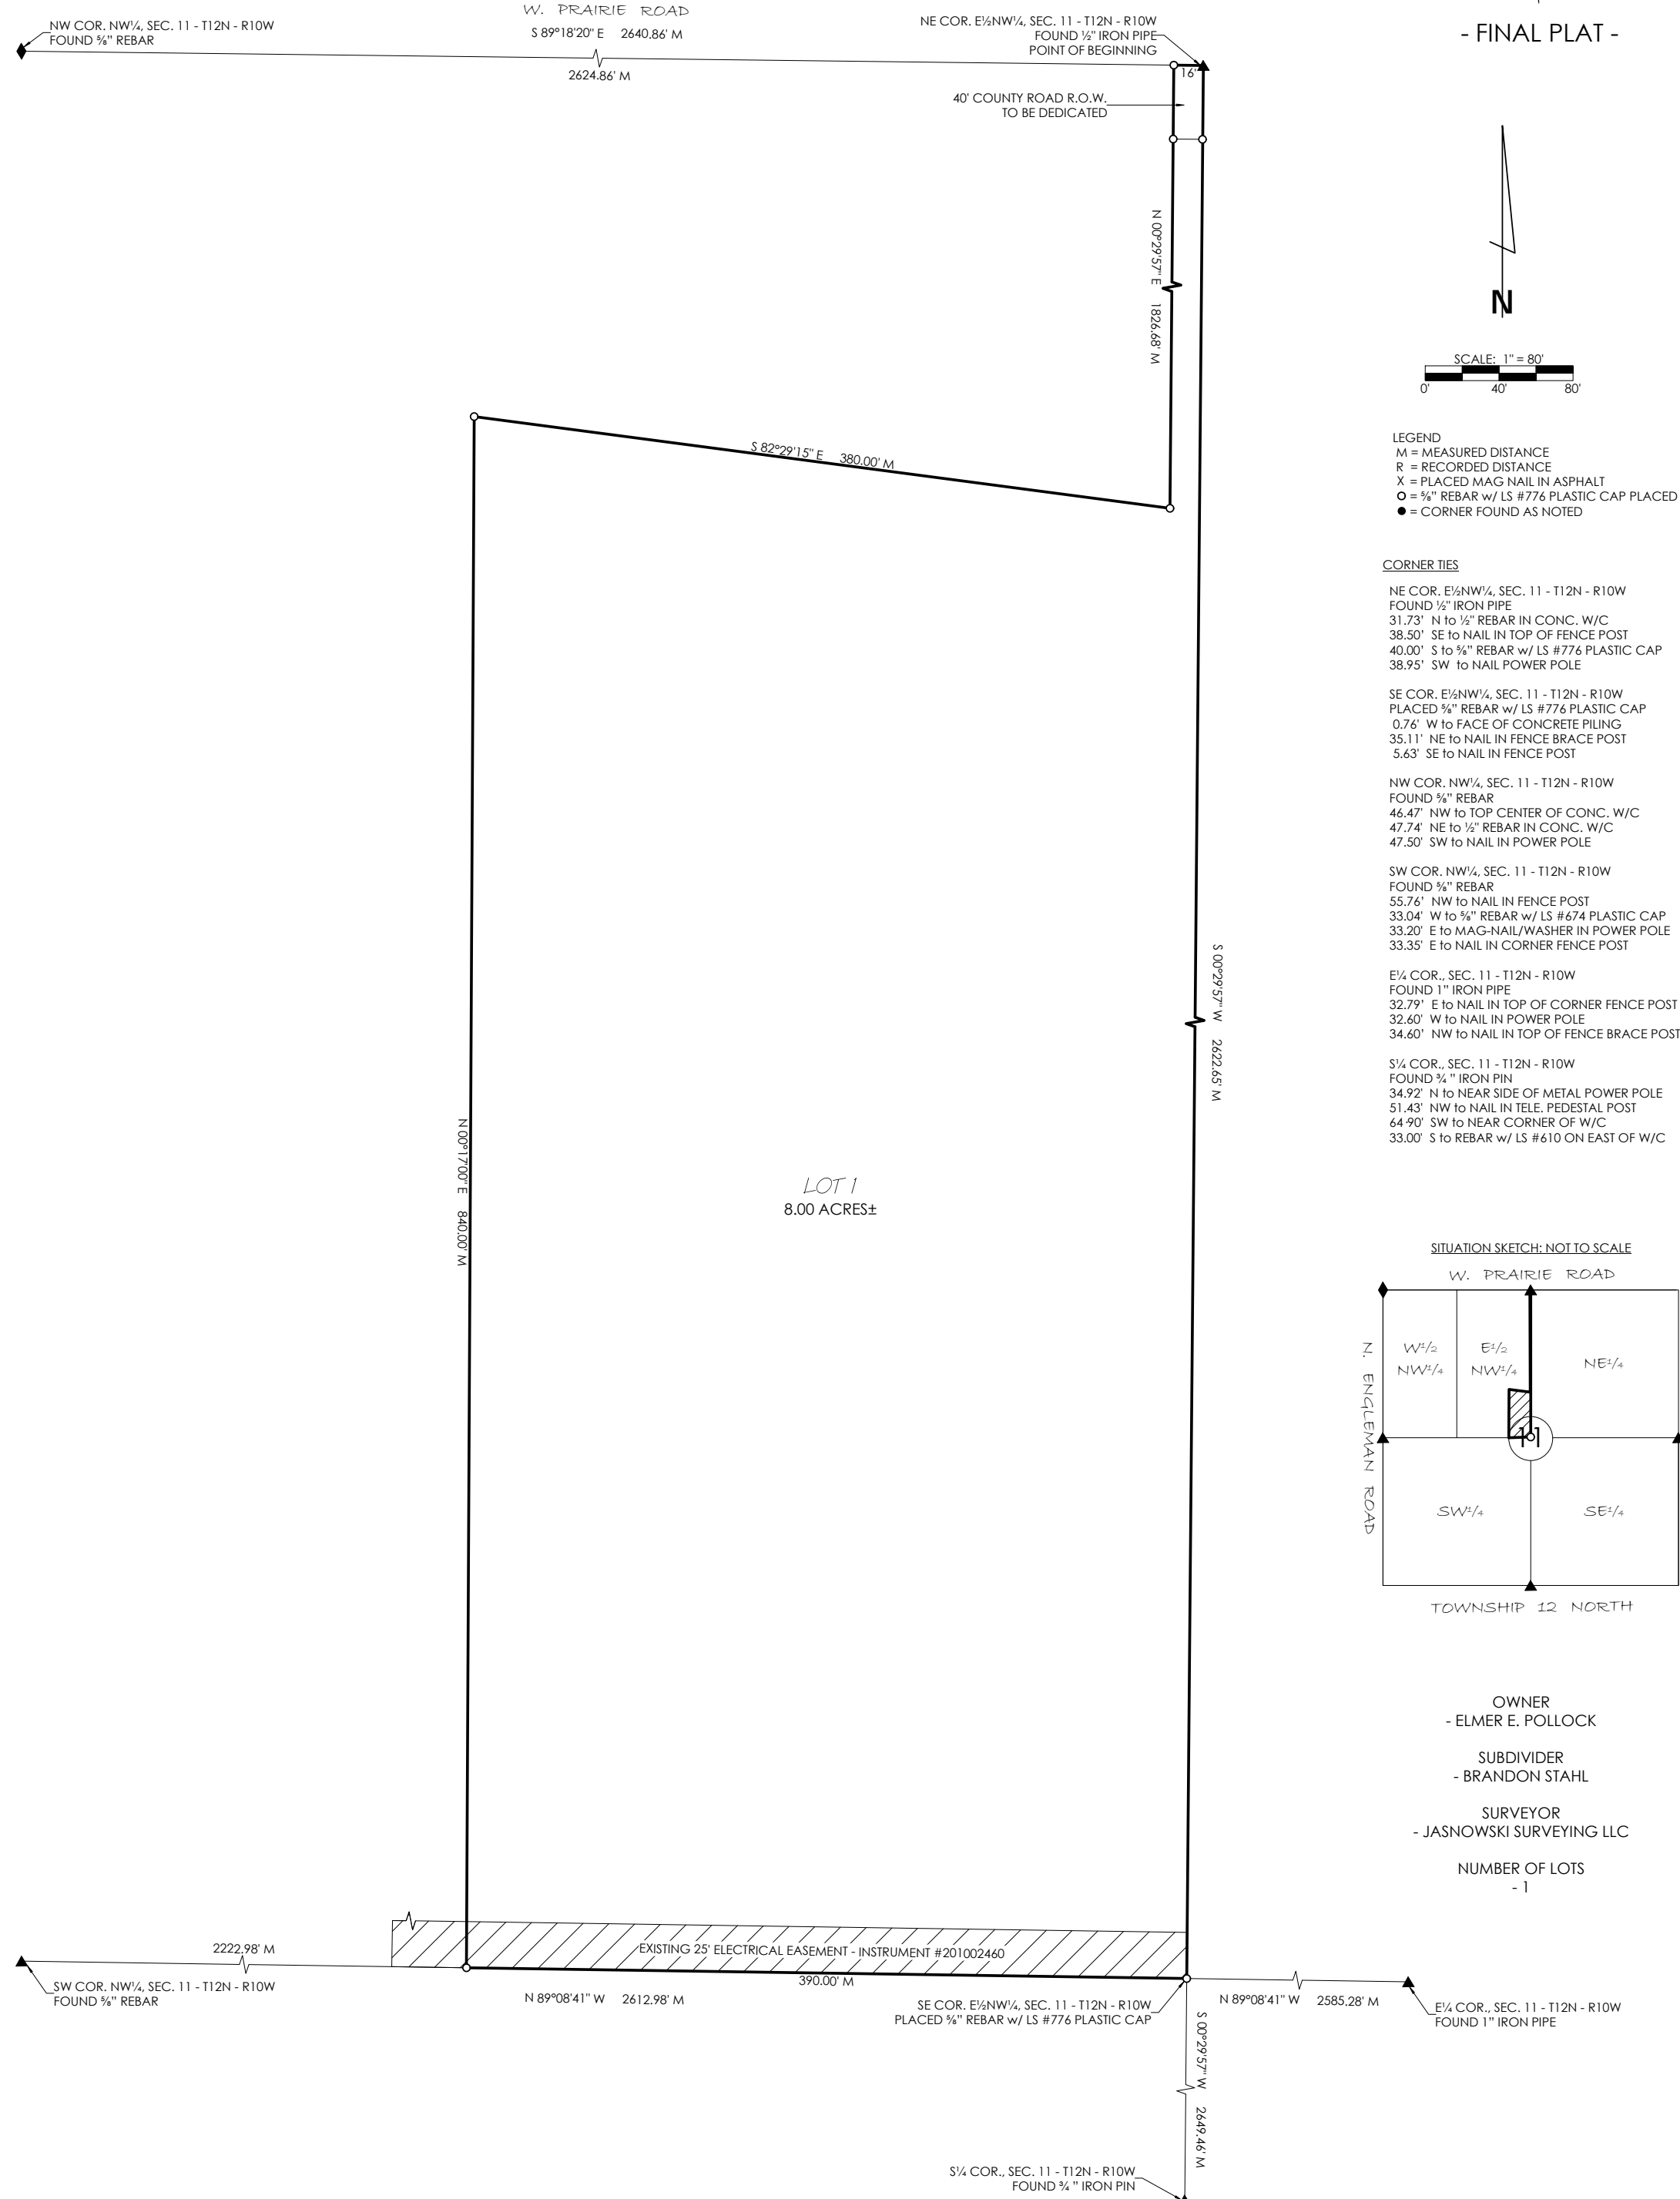 W. PRAIRIE ROAD
S 89°18'20" E 2640.86' M
2624.86' M
NW COR. NW¼, SEC. 11 - T12N - R10W
FOUND ⅝" REBAR
NE COR. E½NW¼, SEC. 11 - T12N - R10W
FOUND ½" IRON PIPE
POINT OF BEGINNING
16'
40' COUNTY ROAD R.O.W.
TO BE DEDICATED
- FINAL PLAT -
N
SCALE: 1" = 80'
0' 40' 80'
N 00°29'57" E 1826.68' M
S 82°29'15" E 380.00' M
LEGEND
M = MEASURED DISTANCE
R = RECORDED DISTANCE
X = PLACED MAG NAIL IN ASPHALT
O = ⅝" REBAR w/ LS #776 PLASTIC CAP PLACED
● = CORNER FOUND AS NOTED
CORNER TIES
NE COR. E½NW¼, SEC. 11 - T12N - R10W
FOUND ½" IRON PIPE
31.73' N to ½" REBAR IN CONC. W/C
38.50' SE to NAIL IN TOP OF FENCE POST
40.00' S to ⅝" REBAR w/ LS #776 PLASTIC CAP
38.95' SW to NAIL POWER POLE
SE COR. E½NW¼, SEC. 11 - T12N - R10W
PLACED ⅝" REBAR w/ LS #776 PLASTIC CAP
0.76' W to FACE OF CONCRETE PILING
35.11' NE to NAIL IN FENCE BRACE POST
5.63' SE to NAIL IN FENCE POST
NW COR. NW¼, SEC. 11 - T12N - R10W
FOUND ⅝" REBAR
46.47' NW to TOP CENTER OF CONC. W/C
47.74' NE to ½" REBAR IN CONC. W/C
47.50' SW to NAIL IN POWER POLE
SW COR. NW¼, SEC. 11 - T12N - R10W
FOUND ⅝" REBAR
55.76' NW to NAIL IN FENCE POST
33.04' W to ⅝" REBAR w/ LS #674 PLASTIC CAP
33.20' E to MAG-NAIL/WASHER IN POWER POLE
33.35' E to NAIL IN CORNER FENCE POST
E¼ COR., SEC. 11 - T12N - R10W
FOUND 1" IRON PIPE
32.79' E to NAIL IN TOP OF CORNER FENCE POST
32.60' W to NAIL IN POWER POLE
34.60' NW to NAIL IN TOP OF FENCE BRACE POST
S¼ COR., SEC. 11 - T12N - R10W
FOUND ¾ " IRON PIN
34.92' N to NEAR SIDE OF METAL POWER POLE
51.43' NW to NAIL IN TELE. PEDESTAL POST
64.90' SW to NEAR CORNER OF W/C
33.00' S to REBAR w/ LS #610 ON EAST OF W/C
S 00°29'57" W 2622.65' M
N 00°17'00" E 840.00' M
LOT 1
8.00 ACRES±
SITUATION SKETCH: NOT TO SCALE
W. PRAIRIE ROAD
N. ENGLEMAN ROAD
W1/2
NW1/4
E1/2
NW1/4
NE1/4
11
SW1/4
SE1/4
TOWNSHIP 12 NORTH
OWNER
- ELMER E. POLLOCK
SUBDIVIDER
- BRANDON STAHL
SURVEYOR
- JASNOWSKI SURVEYING LLC
NUMBER OF LOTS
- 1
2222.98' M
EXISTING 25' ELECTRICAL EASEMENT - INSTRUMENT #201002460
390.00' M
SW COR. NW¼, SEC. 11 - T12N - R10W
FOUND ⅝" REBAR
N 89°08'41" W 2612.98' M
SE COR. E½NW¼, SEC. 11 - T12N - R10W
PLACED ⅝" REBAR w/ LS #776 PLASTIC CAP
N 89°08'41" W 2585.28' M
E¼ COR., SEC. 11 - T12N - R10W
FOUND 1" IRON PIPE
S 00°29'57" W 2649.46' M
S¼ COR., SEC. 11 - T12N - R10W
FOUND ¾ " IRON PIN